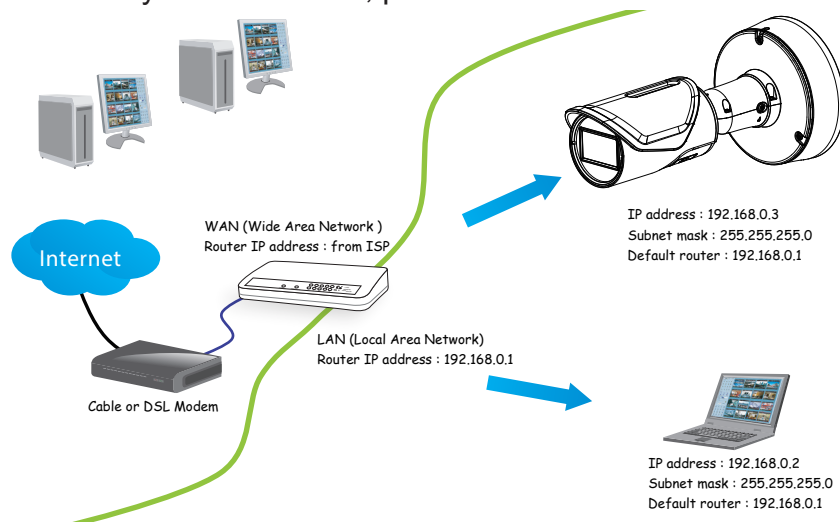 WAN (Wide Area Network )
Router IP address : from ISP
Internet
IP address : 192.168.0.3
Subnet mask : 255.255.255.0
Default router : 192.168.0.1
LAN (Local Area Network)
Router IP address : 192.168.0.1
Cable or DSL Modem
IP address : 192.168.0.2
Subnet mask : 255.255.255.0
Default router : 192.168.0.1